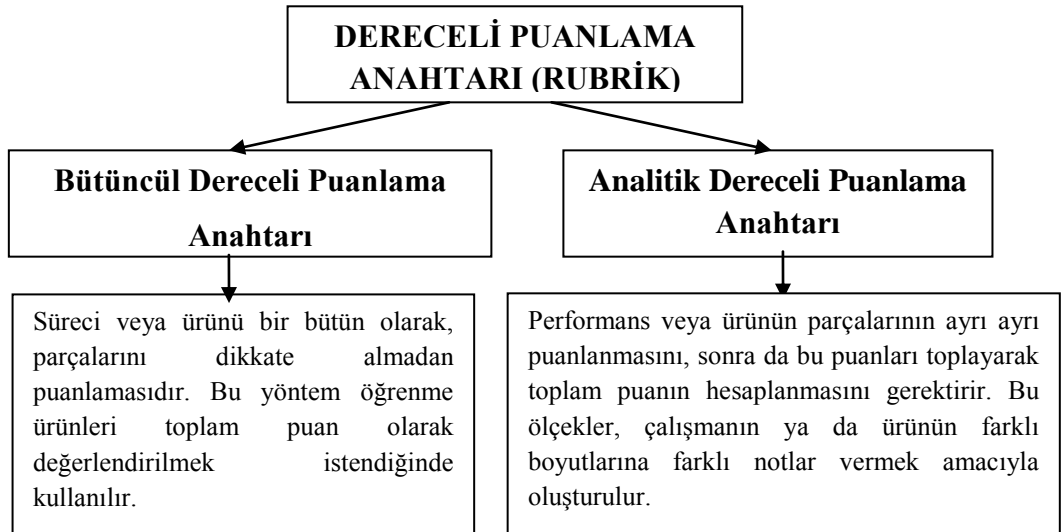 DERECELİ PUANLAMA
ANAHTARI (RUBRİK)
Bütüncül Dereceli Puanlama
Anahtarı
Analitik Dereceli Puanlama
Anahtarı
Süreci veya ürünü bir bütün olarak,
parçalarını dikkate almadan
puanlamasıdır. Bu yöntem öğrenme
ürünleri toplam puan olarak
değerlendirilmek istendiğinde
kullanılır.
Performans veya ürünün parçalarının ayrı ayrı
puanlanmasını, sonra da bu puanları toplayarak
toplam puanın hesaplanmasını gerektirir. Bu
ölçekler, çalışmanın ya da ürünün farklı
boyutlarına farklı notlar vermek amacıyla
oluşturulur.